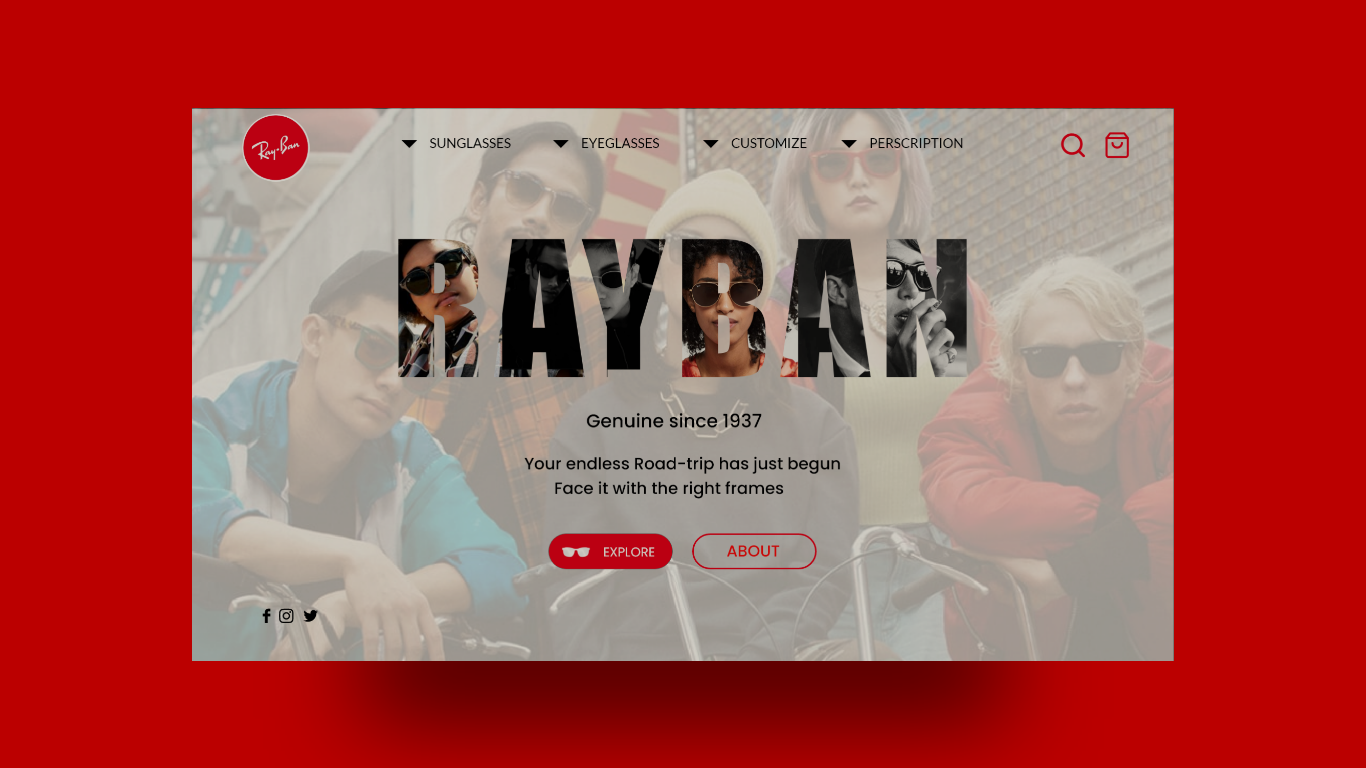 Ray-Ban
SUNGLASSES
EYEGLASSES
CUSTOMIZE
PERSCRIPTION
RAYBAN
Genuine since 1937
Your endless Road-trip has just begun
Face it with the right frames
EXPLORE
ABOUT